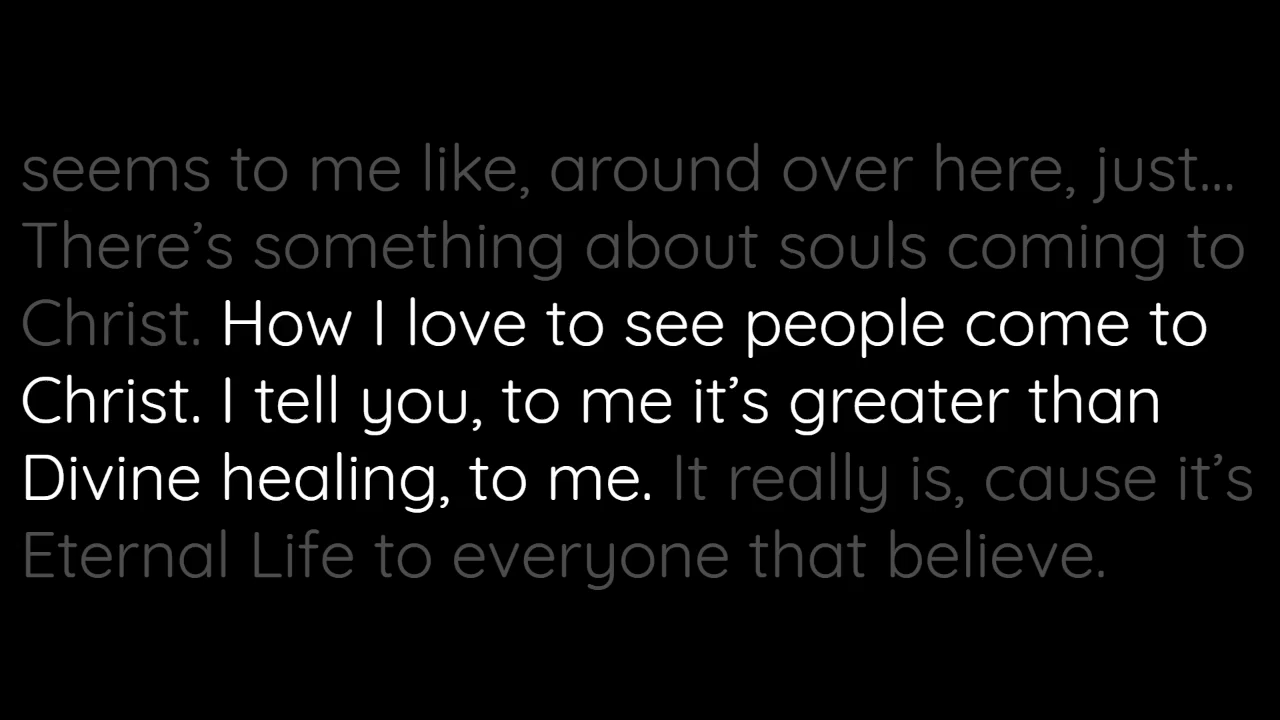 seems to me like, around over here, just...
There’s something about souls coming to
Christ. How I love to see people come to
Christ. I tell you, to me it’s greater than
Divine healing, to me. It really is, cause it’s
Eternal Life to everyone that believe.